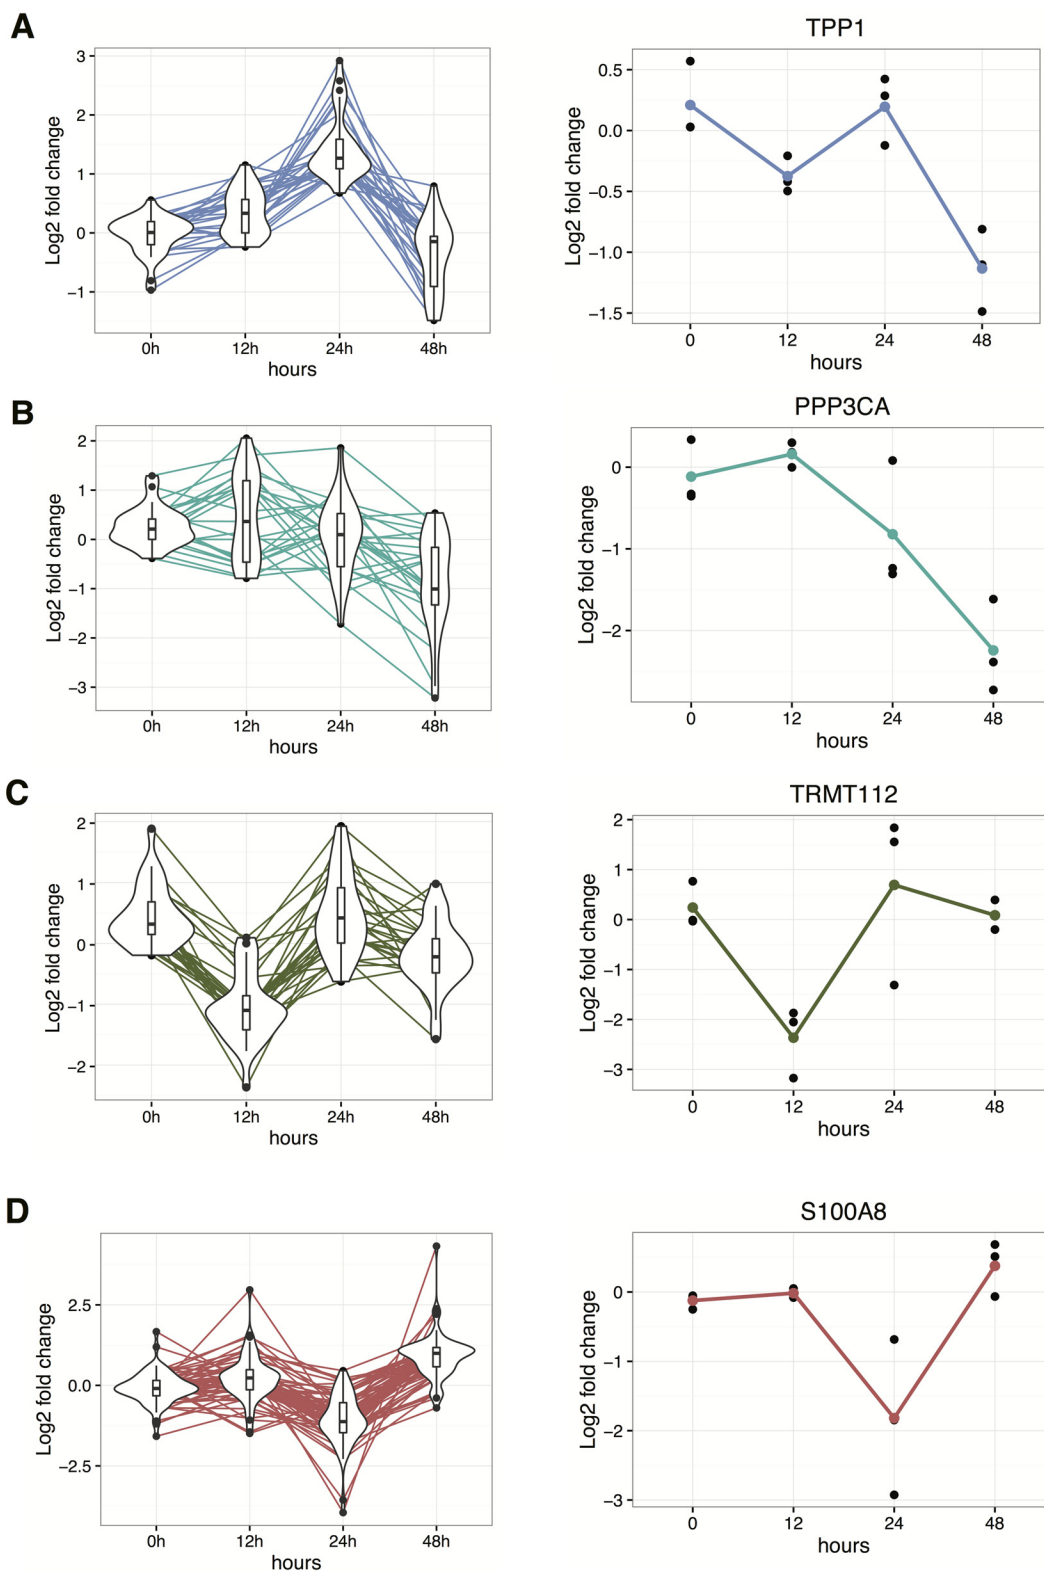 A
TPP1
Log2 fold change
3
2
1
0
−1
0h 12h 24h 48h
hours
Log2 fold change
0.5
0.0
−0.5
−1.0
−1.5
0 12 24 48
hours
B
PPP3CA
Log2 fold change
2
1
0
−1
−2
−3
0h 12h 24h 48h
hours
Log2 fold change
0
−1
−2
0 12 24 48
hours
C
TRMT112
Log2 fold change
2
1
0
−1
−2
0h 12h 24h 48h
hours
Log2 fold change
2
1
0
−1
−2
−3
0 12 24 48
hours
D
S100A8
Log2 fold change
2.5
0.0
−2.5
0h 12h 24h 48h
hours
Log2 fold change
0
−1
−2
−3
0 12 24 48
hours